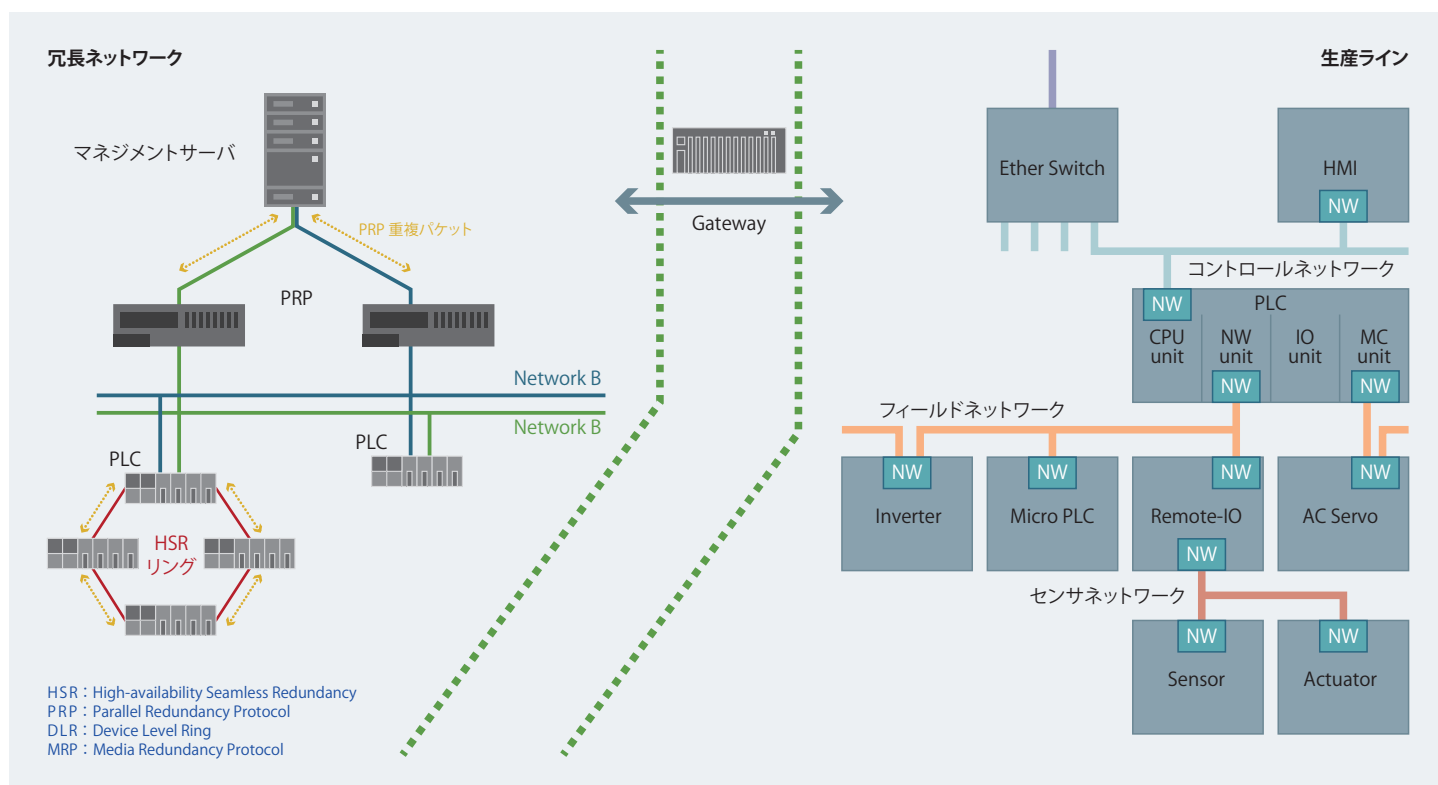 冗長ネットワーク
マネジメントサーバ
PRP 重複パケット
PRP
Network B
Network B
PLC
PLC
HSR
リング
HSR：High-availability Seamless Redundancy
PRP：Parallel Redundancy Protocol
DLR：Device Level Ring
MRP：Media Redundancy Protocol
Gateway
生産ライン
Ether Switch
HMI
NW
コントロールネットワーク
NW
PLC
CPU
unit
NW
unit
IO
unit
MC
unit
NW
NW
フィールドネットワーク
NW
NW
NW
NW
Inverter
Micro PLC
Remote-IO
AC Servo
NW
センサネットワーク
NW
NW
Sensor
Actuator